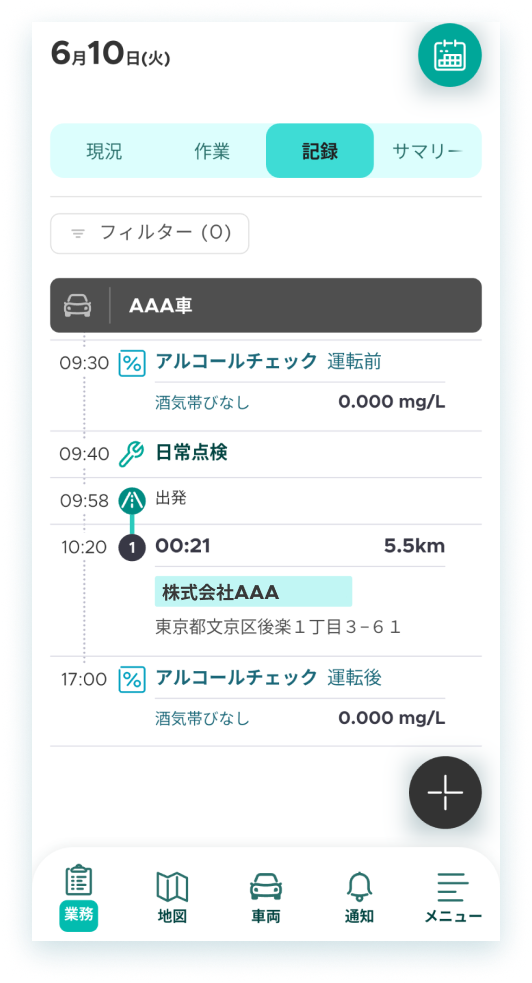 6月10日(火)
現況 作業 記録 サマリー
フィルター (0)
AAA車
09:30 アルコールチェック 運転前
酒気帯びなし 0.000 mg/L
09:40 日常点検
09:58 出発
10:20 1 00:21 5.5km
株式会社AAA
東京都文京区後楽１丁目３−６１
17:00 アルコールチェック 運転後
酒気帯びなし 0.000 mg/L
業務 地図 車両 通知 メニュー